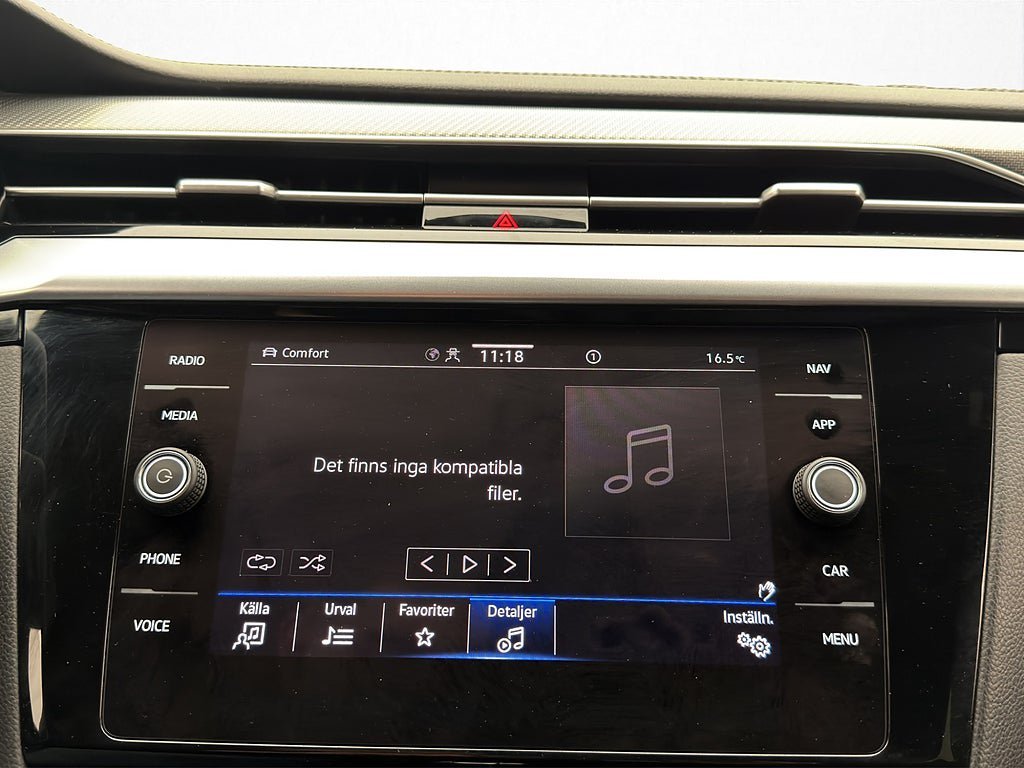 RADIO
MEDIA
PHONE
VOICE
Comfort
11:18
1
16.5°C
Det finns inga kompatibla
filer.
Källa
Urval
Favoriter
Detaljer
Inställn.
NAV
APP
CAR
MENU